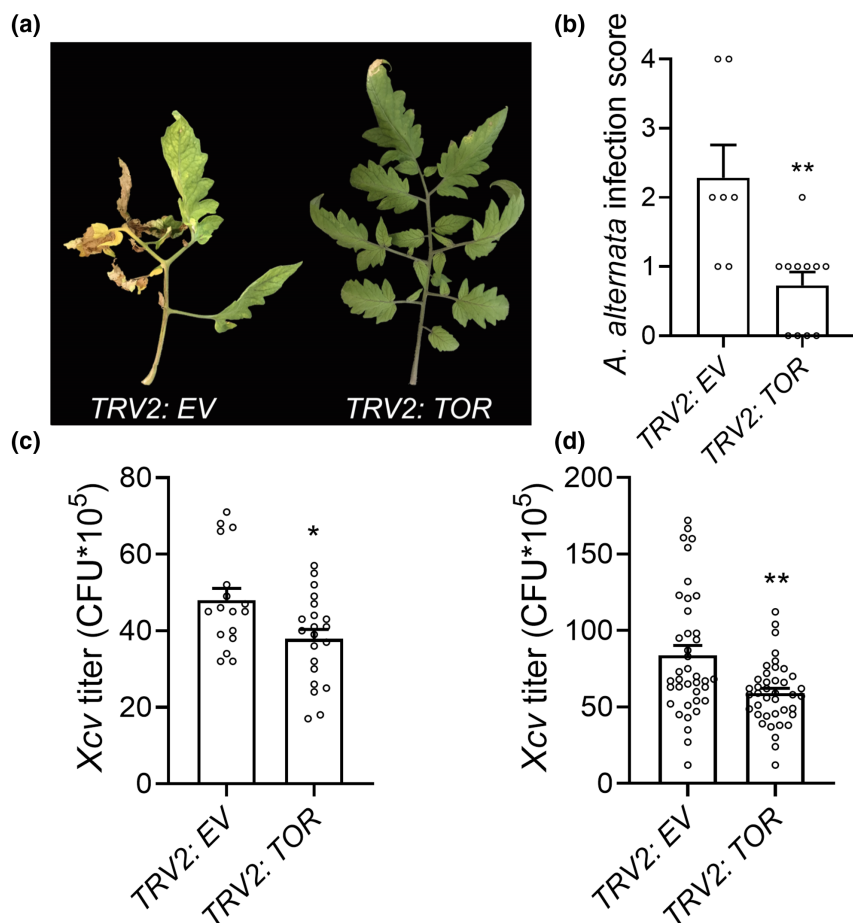 (a)
TRV2: EV
TRV2: TOR
(b)
A. alternata infection score
4
3
2
1
0
**
TRV2: EV
TRV2: TOR
(c)
Xcv titer (CFU*10⁵)
80
60
40
20
0
*
TRV2: EV
TRV2: TOR
(d)
Xcv titer (CFU*10⁵)
200
150
100
50
0
**
TRV2: EV
TRV2: TOR